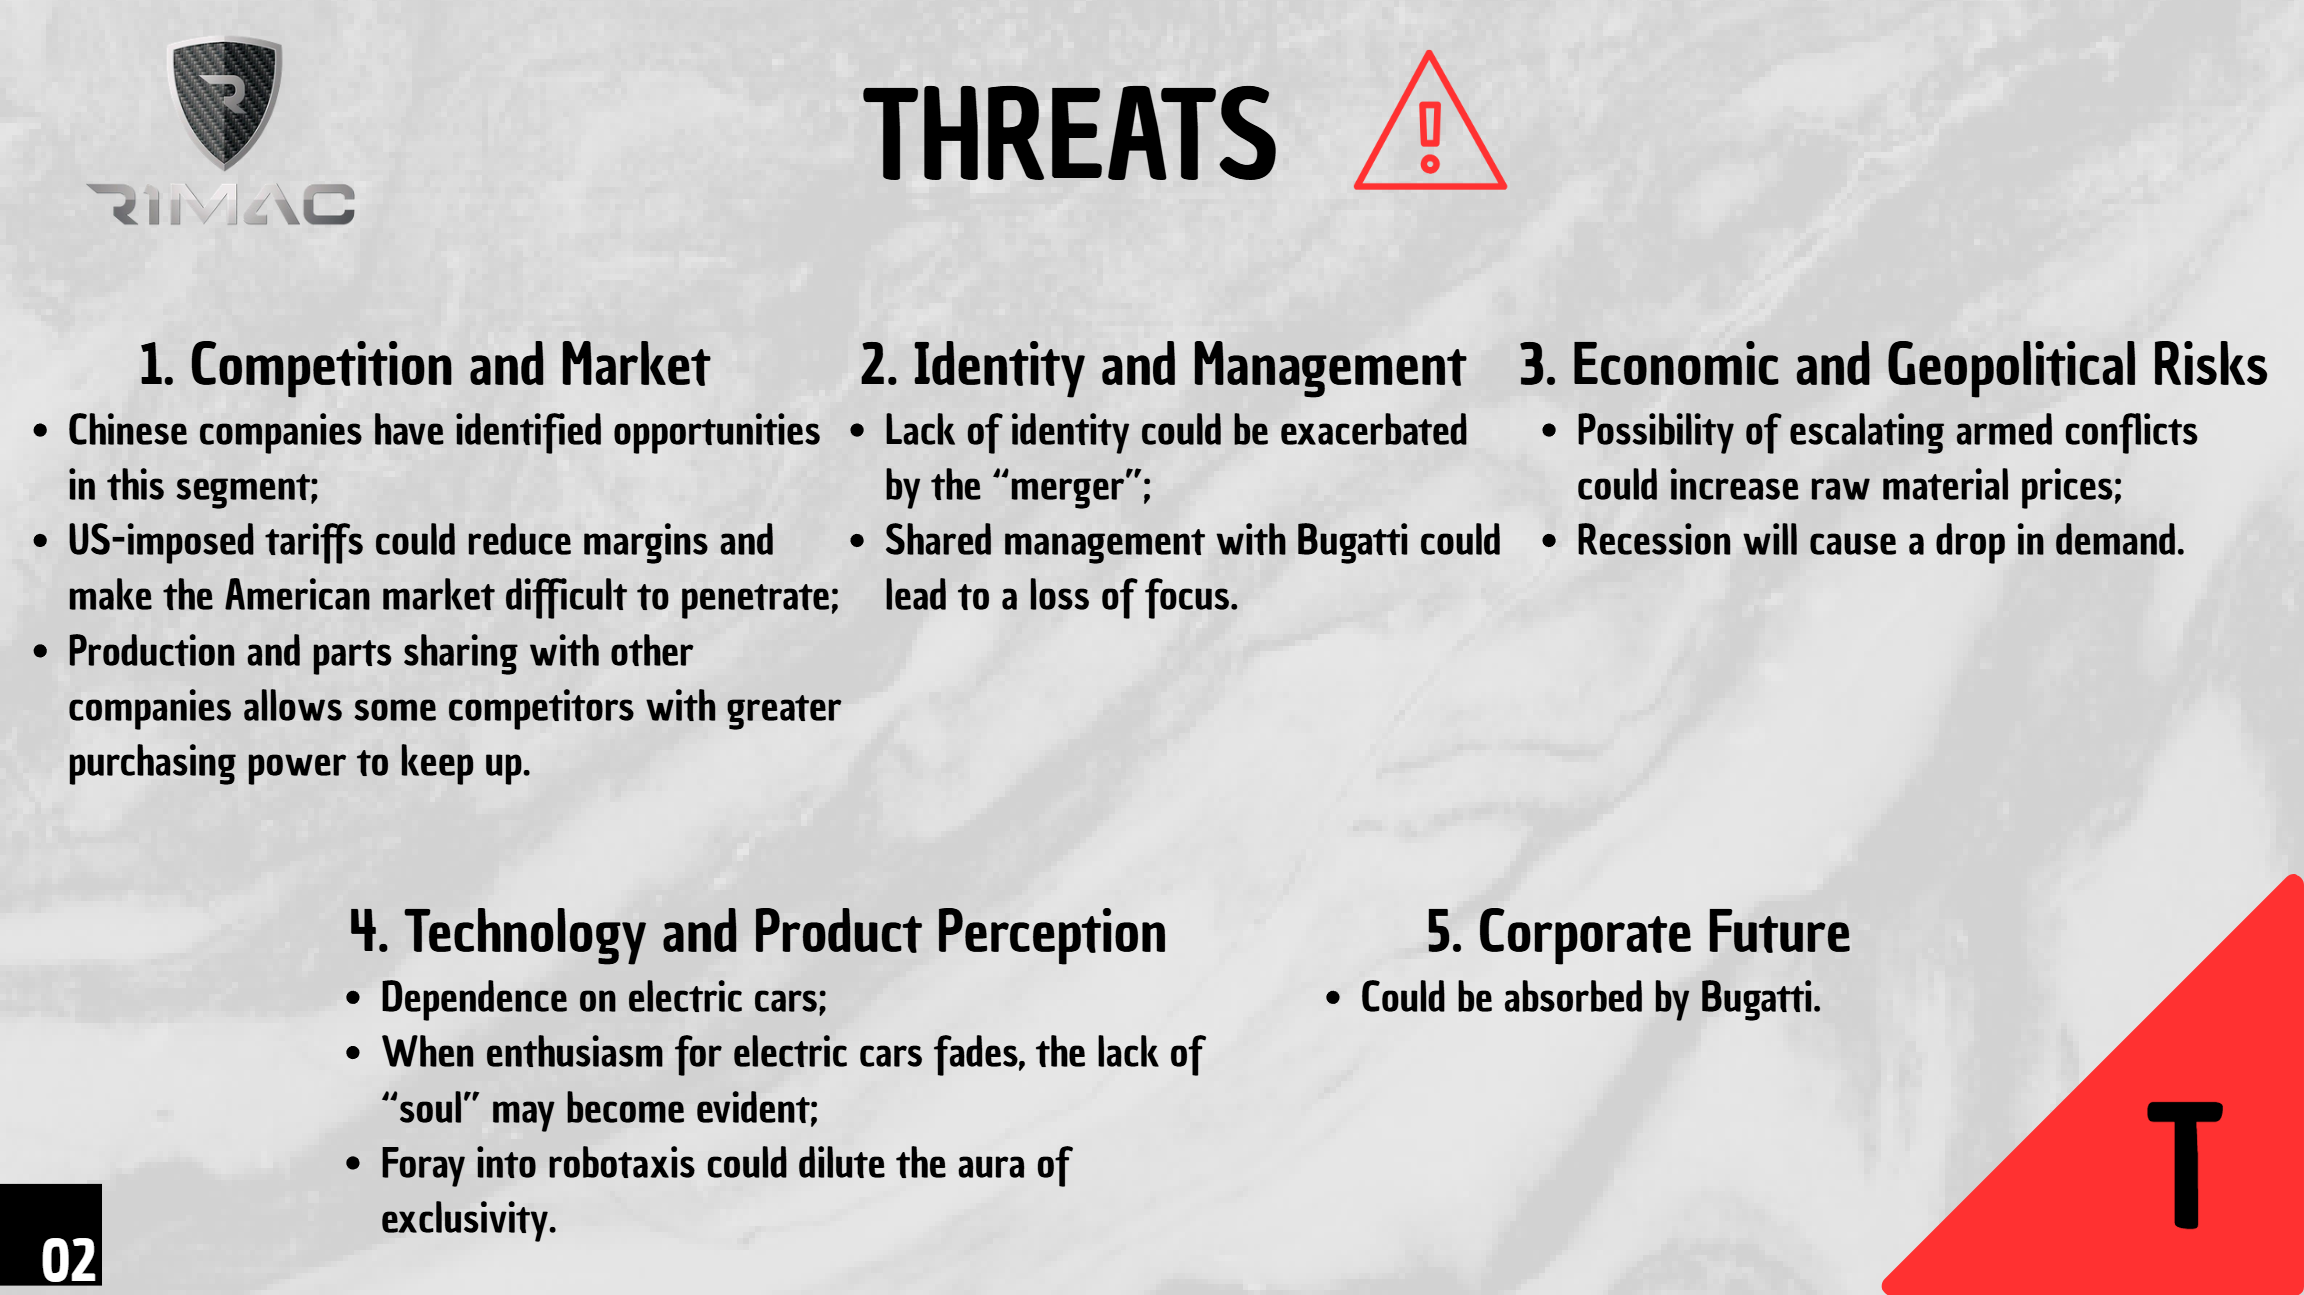 R
RIMAC
THREATS
1. Competition and Market
• Chinese companies have identified opportunities
in this segment;
• US-imposed tariffs could reduce margins and
make the American market difficult to penetrate;
• Production and parts sharing with other
companies allows some competitors with greater
purchasing power to keep up.
2. Identity and Management
• Lack of identity could be exacerbated
by the “merger”;
• Shared management with Bugatti could
lead to a loss of focus.
3. Economic and Geopolitical Risks
• Possibility of escalating armed conflicts
could increase raw material prices;
• Recession will cause a drop in demand.
4. Technology and Product Perception
• Dependence on electric cars;
• When enthusiasm for electric cars fades, the lack of
“soul” may become evident;
• Foray into robotaxis could dilute the aura of
exclusivity.
5. Corporate Future
• Could be absorbed by Bugatti.
T
02